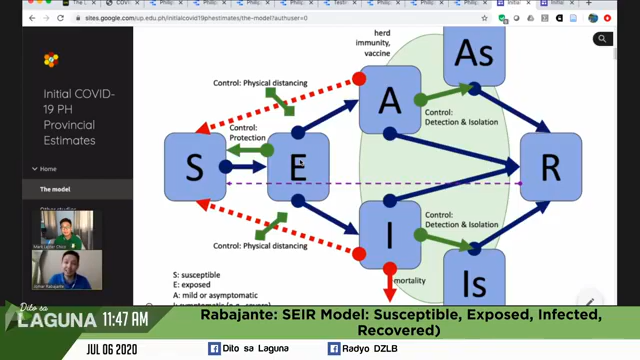 sites.google.com/up.edu.ph/initialcovid19phestimates/the-model?authuser=0
Initial COVID-
19 PH
Provincial
Estimates
Home
The model
Other studies
herd
immunity,
vaccine
Control: Physical distancing
Control:
Protection
Control: Physical distancing
Control:
Detection & Isolation
Control:
Detection & Isolation
S
E
A
I
As
Is
R
mortality
S: susceptible
E: exposed
A: mild or asymptomatic
Dito sa
LAGUNA
11:47 AM
Rabajante: SEIR Model: Susceptible, Exposed, Infected,
Recovered)
JUL 06 2020
Dito sa Laguna
Radyo DZLB